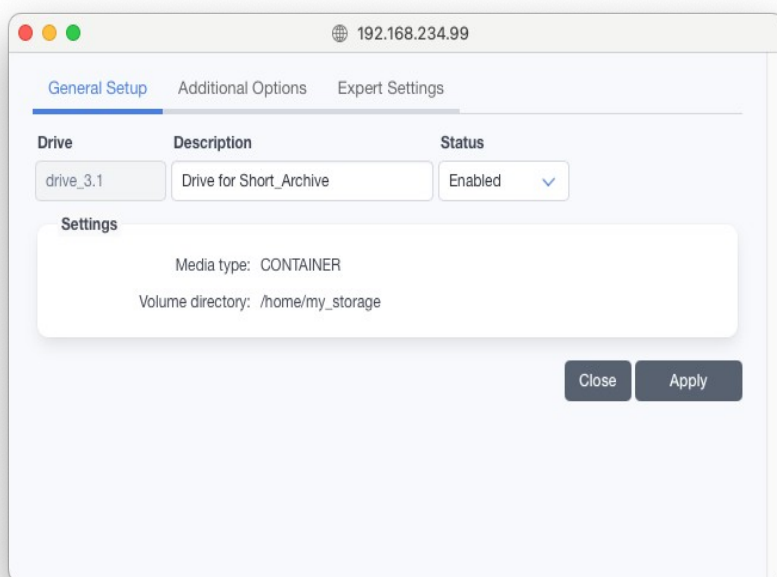 192.168.234.99
General Setup Additional Options Expert Settings
Drive Description Status
drive_3.1 Drive for Short_Archive Enabled
Settings
Media type: CONTAINER
Volume directory: /home/my_storage
Close Apply